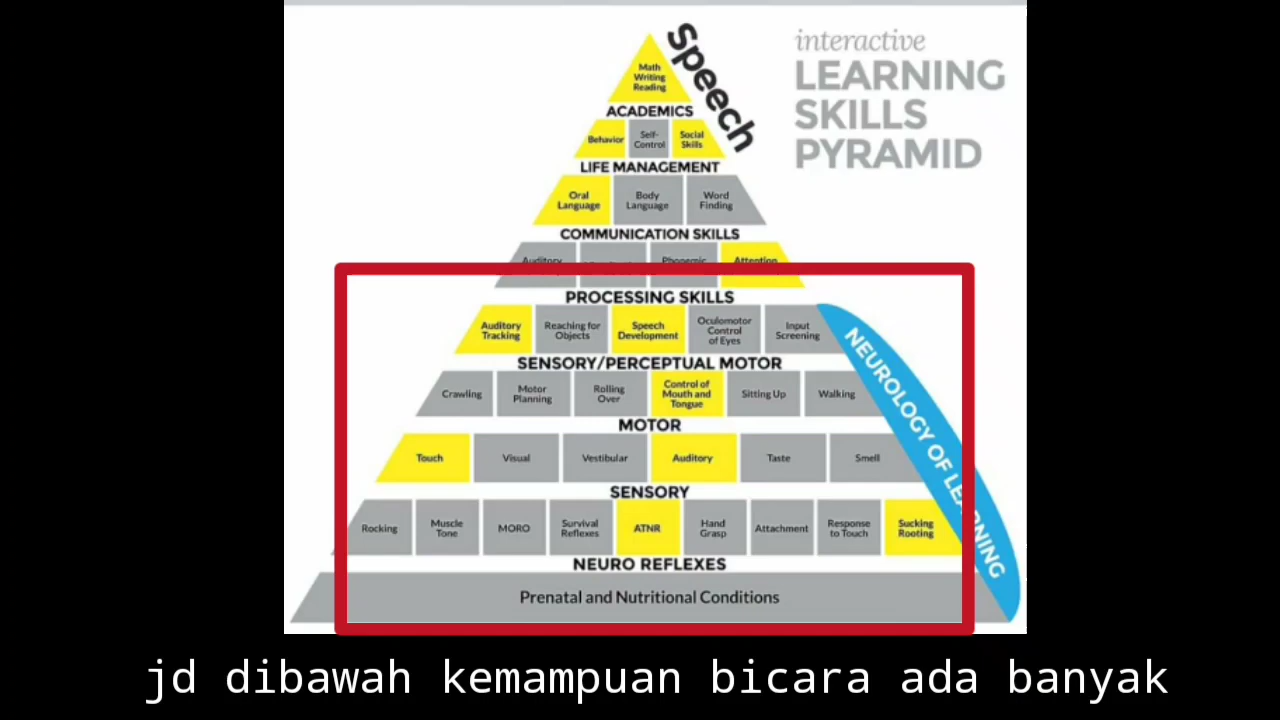 interactive
LEARNING
SKILLS
PYRAMID
Speech
Math
Writing
Reading
ACADEMICS
Behavior
Self-
Control
Social
Skills
LIFE MANAGEMENT
Oral
Language
Body
Language
Word
Finding
COMMUNICATION SKILLS
Auditory
Phonemic
Attention
PROCESSING SKILLS
Auditory
Tracking
Reaching for
Objects
Speech
Development
Oculomotor
Control
of Eyes
Input
Screening
SENSORY/PERCEPTUAL MOTOR
Crawling
Motor
Planning
Rolling
Over
Control of
Mouth and
Tongue
Sitting Up
Walking
MOTOR
Touch
Visual
Vestibular
Auditory
Taste
Smell
SENSORY
Rocking
Muscle
Tone
MORO
Survival
Reflexes
ATNR
Hand
Grasp
Attachment
Response
to Touch
Sucking
Rooting
NEURO REFLEXES
Prenatal and Nutritional Conditions
NEUROLOGY OF LEARNING
jd dibawah kemampuan bicara ada banyak